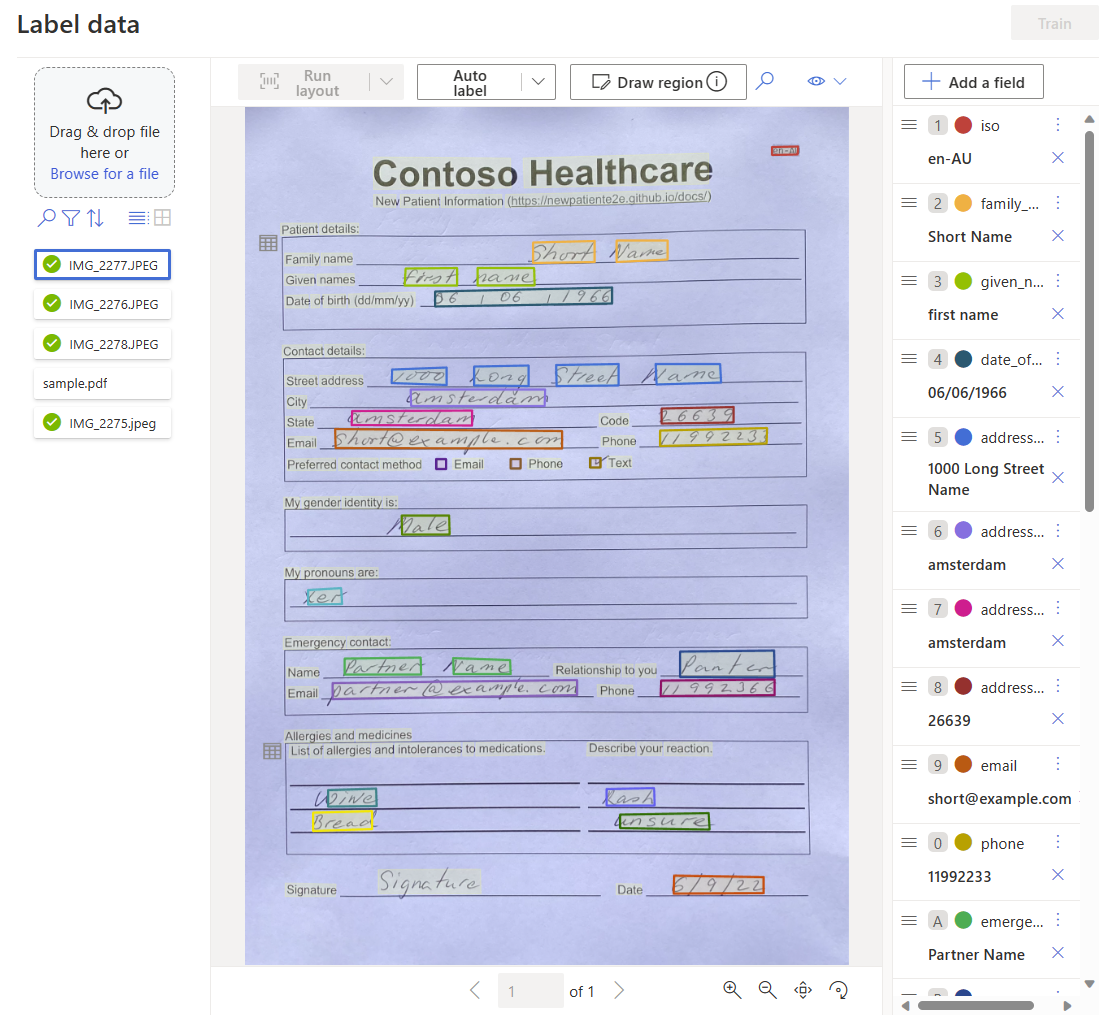 Label data
Train
Drag & drop file
here or
Browse for a file
IMG_2277.JPEG
IMG_2276.JPEG
IMG_2278.JPEG
sample.pdf
IMG_2275.jpeg
Run layout
Auto label
Draw region
en-AU
Contoso Healthcare
New Patient Information (https://newpatiente2e.github.io/docs/)
Patient details:
Family name Short Name
Given names first name
Date of birth (dd/mm/yy) 06 / 06 / 1966
Contact details:
Street address 1000 Long Street Name
City amsterdam
State amsterdam Code 26639
Email Short@example.com Phone 11992233
Preferred contact method Email Phone Text
My gender identity is:
Male
My pronouns are:
Xer
Emergency contact:
Name Partner Name Relationship to you Panter
Email partner@example.com Phone 11992366
Allergies and medicines
List of allergies and intolerances to medications. Describe your reaction.
Wine Rash
Bread unsure
Signature Signature Date 6/9/22
1 of 1
Add a field
1 iso
en-AU
2 family_...
Short Name
3 given_n...
first name
4 date_of...
06/06/1966
5 address...
1000 Long Street
Name
6 address...
amsterdam
7 address...
amsterdam
8 address...
26639
9 email
short@example.com
0 phone
11992233
A emerge...
Partner Name